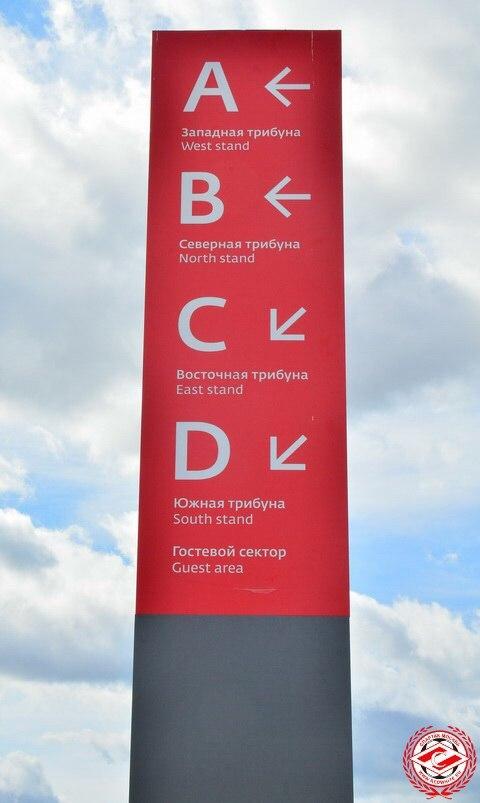 A ←
Западная трибуна
West stand
B ←
Северная трибуна
North stand
C ↙
Восточная трибуна
East stand
D ↙
Южная трибуна
South stand
Гостевой сектор
Guest area